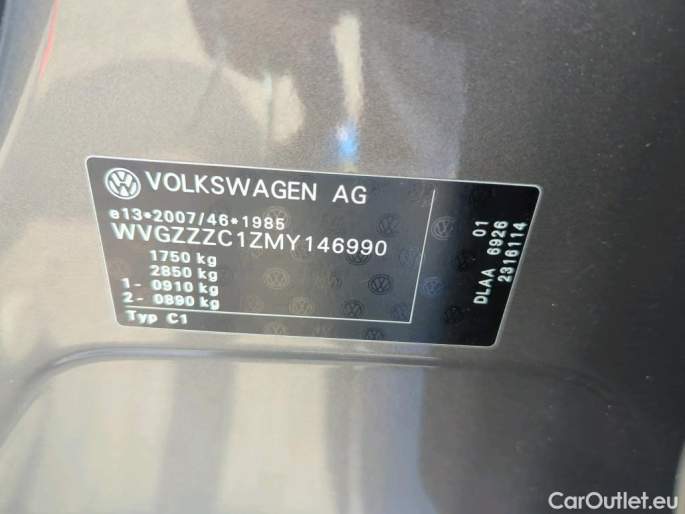 VOLKSWAGEN AG
e13*2007/46*1985
WVGZZZC1ZMY146990
1750 kg
2850 kg
1- 0910 kg
2- 0890 kg
Typ C1
01
DLAA 6926
2316114
CarOutlet.eu